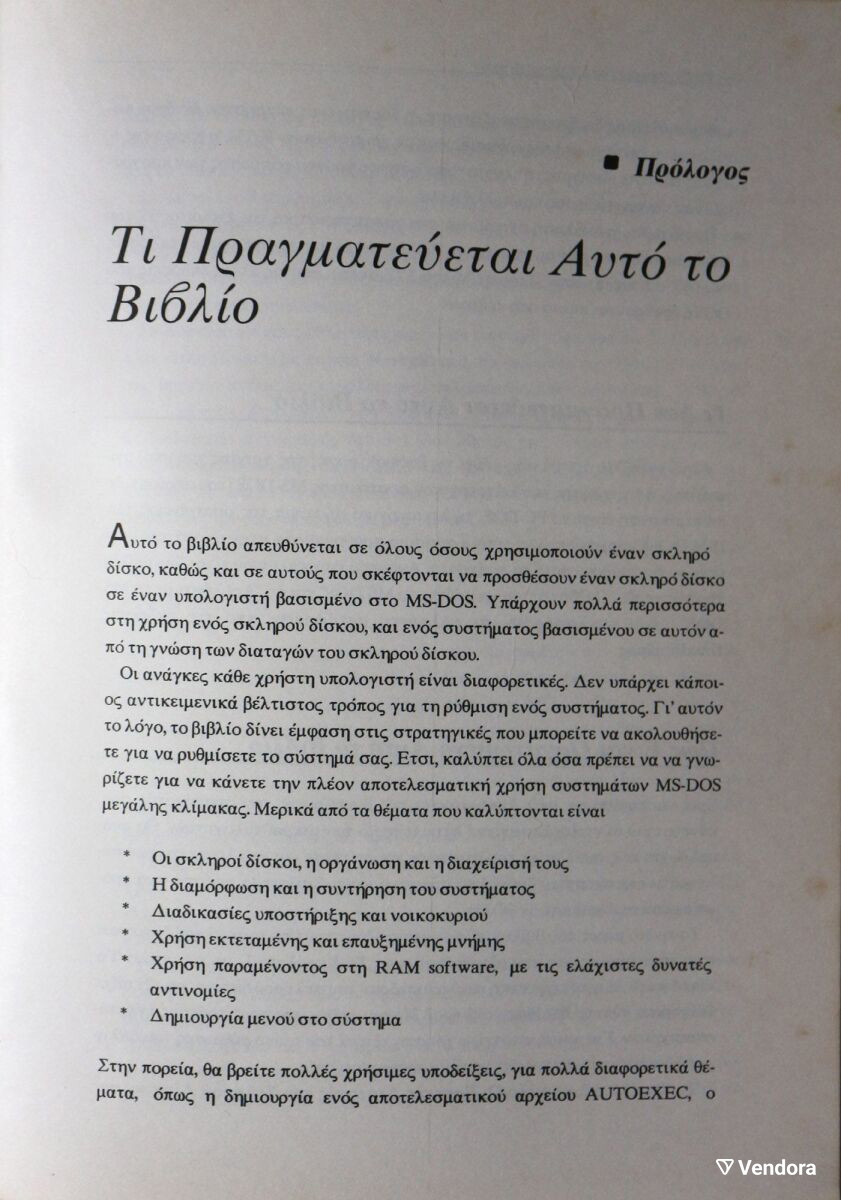 ■ Πρόλογος
Τι Πραγματεύεται Αυτό το
Βιβλίο
Αυτό το βιβλίο απευθύνεται σε όλους όσους χρησιμοποιούν έναν σκληρό
δίσκο, καθώς και σε αυτούς που σκέφτονται να προσθέσουν έναν σκληρό δίσκο
σε έναν υπολογιστή βασισμένο στο MS-DOS. Υπάρχουν πολλά περισσότερα
στη χρήση ενός σκληρού δίσκου, και ενός συστήματος βασισμένου σε αυτόν α-
πό τη γνώση των διαταγών του σκληρού δίσκου.
Οι ανάγκες κάθε χρήστη υπολογιστή είναι διαφορετικές. Δεν υπάρχει κάποι-
ος αντικειμενικά βέλτιστος τρόπος για τη ρύθμιση ενός συστήματος. Γι' αυτόν
το λόγο, το βιβλίο δίνει έμφαση στις στρατηγικές που μπορείτε να ακολουθήσε-
τε για να ρυθμίσετε το σύστημά σας. Ετσι, καλύπτει όλα όσα πρέπει να να γνω-
ρίζετε για να κάνετε την πλέον αποτελεσματική χρήση συστημάτων MS-DOS
μεγάλης κλίμακας. Μερικά από τα θέματα που καλύπτονται είναι
* Οι σκληροί δίσκοι, η οργάνωση και η διαχείρισή τους
* Η διαμόρφωση και η συντήρηση του συστήματος
* Διαδικασίες υποστήριξης και νοικοκυριού
* Χρήση εκτεταμένης και επαυξημένης μνήμης
* Χρήση παραμένοντος στη RAM software, με τις ελάχιστες δυνατές
αντινομίες
* Δημιουργία μενού στο σύστημα
Στην πορεία, θα βρείτε πολλές χρήσιμες υποδείξεις, για πολλά διαφορετικά θέ-
ματα, όπως η δημιουργία ενός αποτελεσματικού αρχείου AUTOEXEC, ο
Vendora